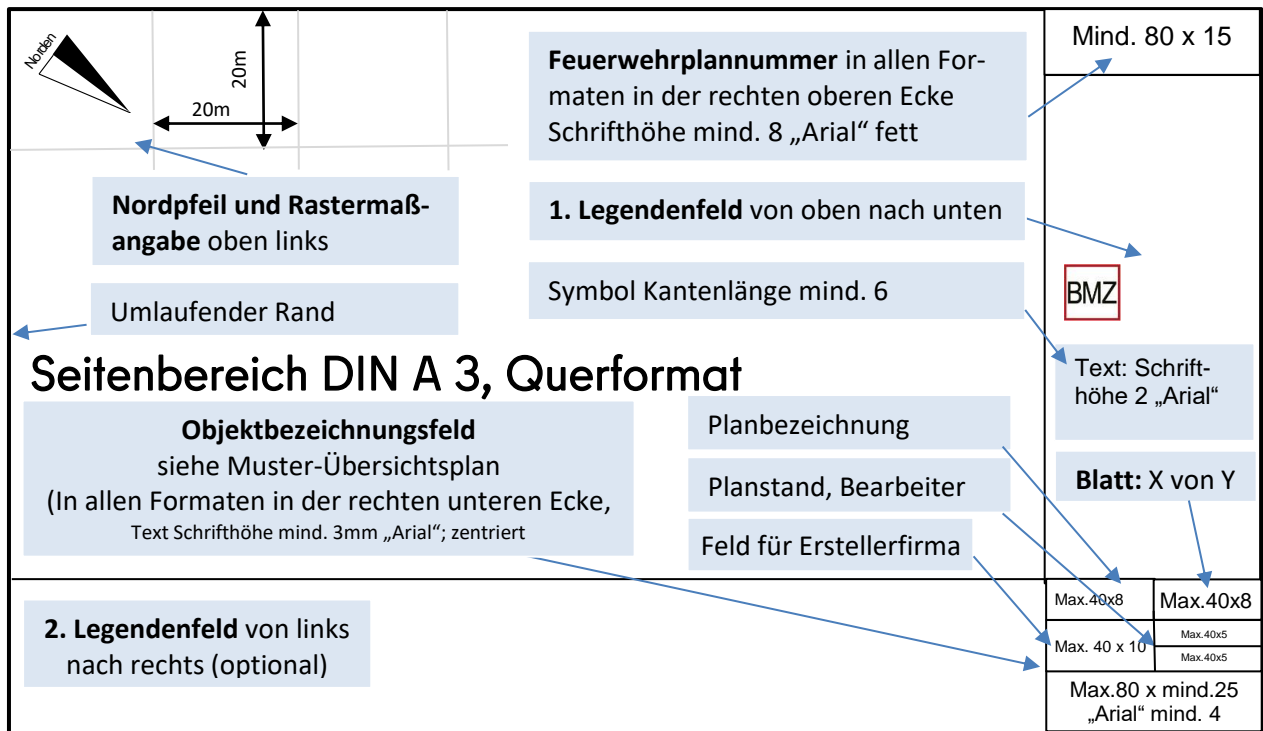 Norden
20m
20m
Mind. 80 x 15
Feuerwehrplannummer in allen For-
maten in der rechten oberen Ecke
Schrifthöhe mind. 8 „Arial“ fett
Nordpfeil und Rastermaß-
angabe oben links
1. Legendenfeld von oben nach unten
Umlaufender Rand
Symbol Kantenlänge mind. 6
BMZ
Seitenbereich DIN A 3, Querformat
Text: Schrift-
höhe 2 „Arial“
Objektbezeichnungsfeld
siehe Muster-Übersichtsplan
(In allen Formaten in der rechten unteren Ecke,
Text Schrifthöhe mind. 3mm „Arial“; zentriert
Planbezeichnung
Planstand, Bearbeiter
Feld für Erstellerfirma
Blatt: X von Y
Max.40x8
Max.40x8
Max. 40 x 10
Max.40x5
Max.40x5
Max.80 x mind.25
„Arial“ mind. 4
2. Legendenfeld von links
nach rechts (optional)